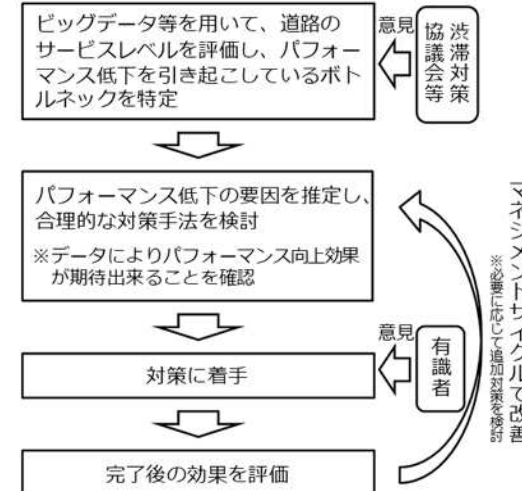 ビッグデータ等を用いて、道路の
サービスレベルを評価し、パフォー
マンス低下を引き起こしているボト
ルネックを特定
意見
渋滞対策
協議会等
パフォーマンス低下の要因を推定し、
合理的な対策手法を検討
※データによりパフォーマンス向上効果
が期待出来ることを確認
対策に着手
意見
有識者
完了後の効果を評価
マネジメントサイクルで改善
※必要に応じて追加対策を検討